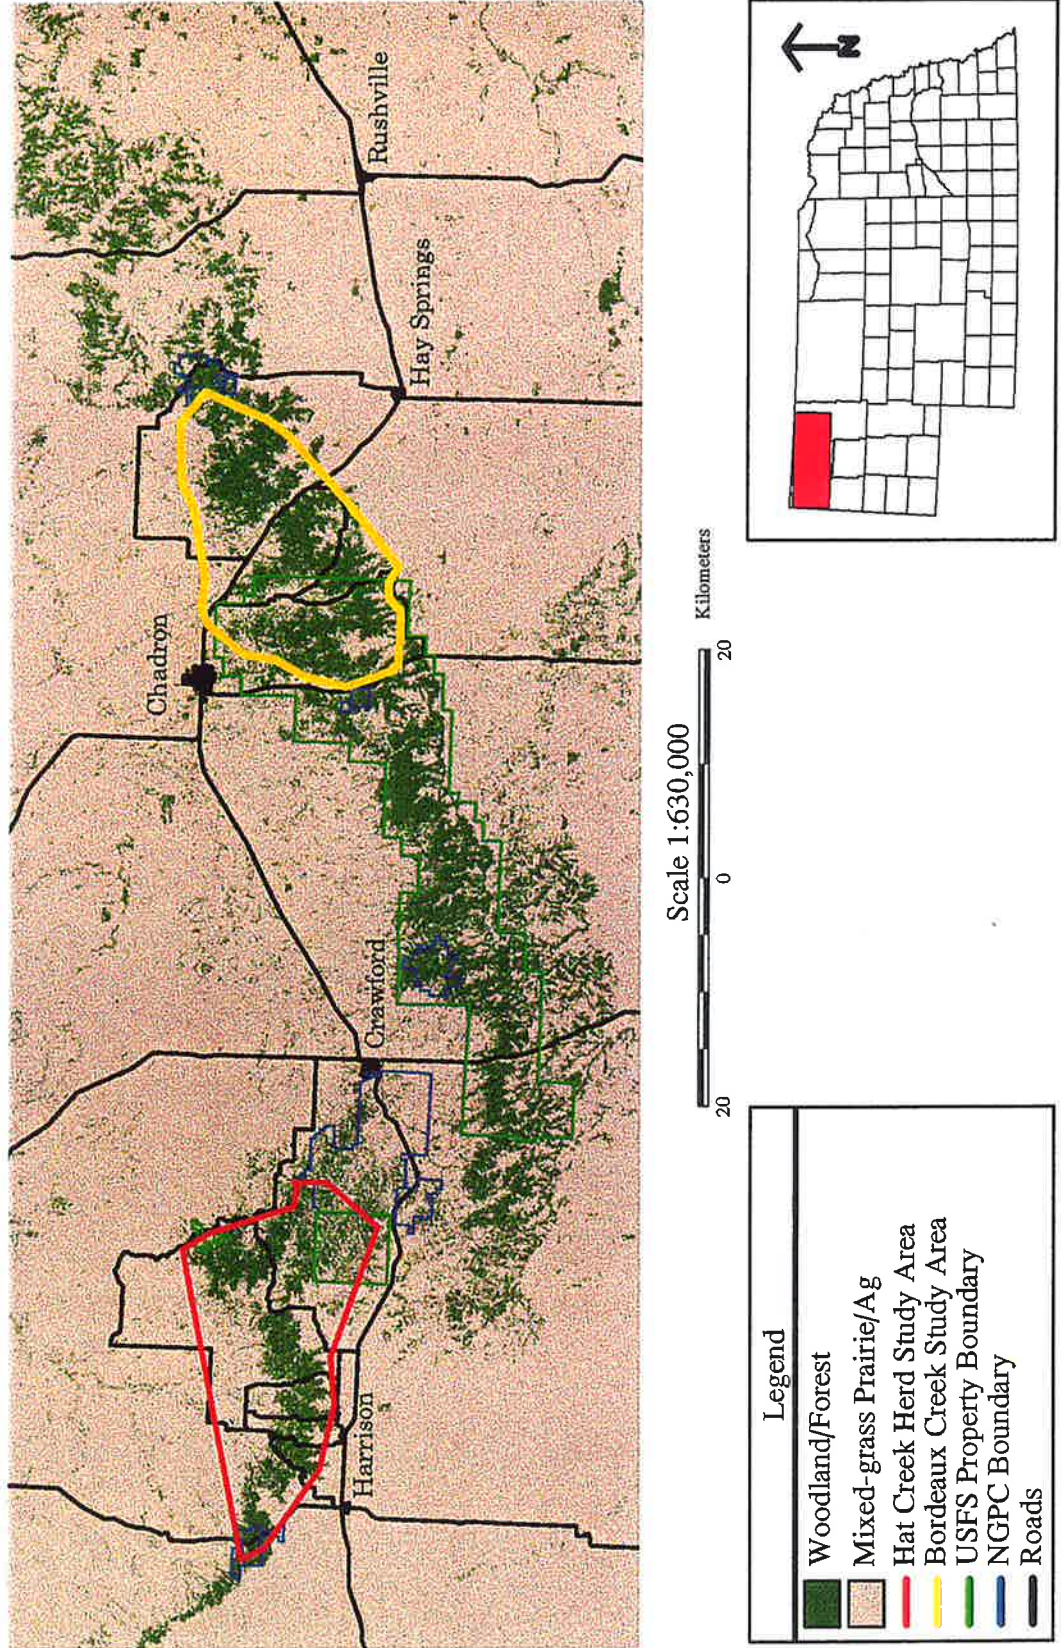 Rushville
Hay Springs
Chadron
Crawford
Harrison
Scale 1:630,000
20
0
20
Kilometers
N
Legend
Woodland/Forest
Mixed-grass Prairie/Ag
Hat Creek Herd Study Area
Bordeaux Creek Study Area
USFS Property Boundary
NGPC Boundary
Roads